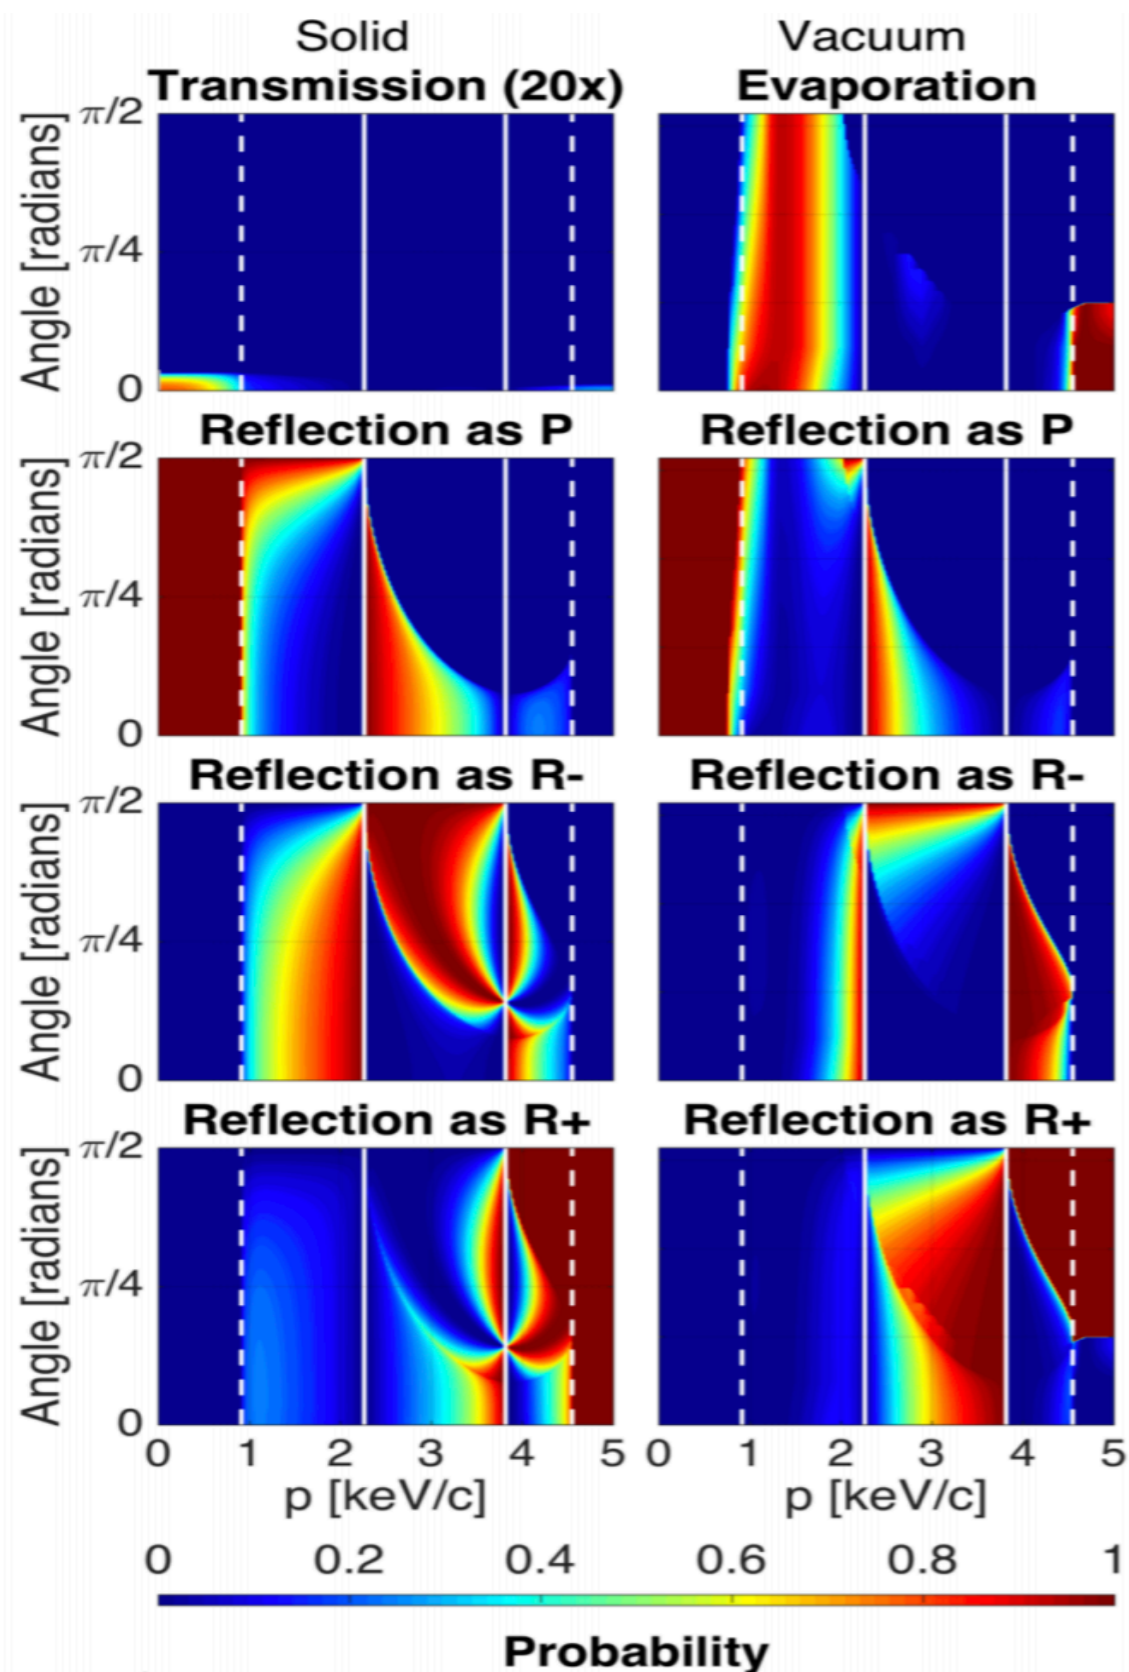 Solid Vacuum
Transmission (20x) Evaporation
π/2
Angle [radians]
π/4
0
Reflection as P Reflection as P
π/2
Angle [radians]
π/4
0
Reflection as R- Reflection as R-
π/2
Angle [radians]
π/4
0
Reflection as R+ Reflection as R+
π/2
Angle [radians]
π/4
0
0 1 2 3 4 5 0 1 2 3 4 5
p [keV/c] p [keV/c]
0 0.2 0.4 0.6 0.8 1
Probability